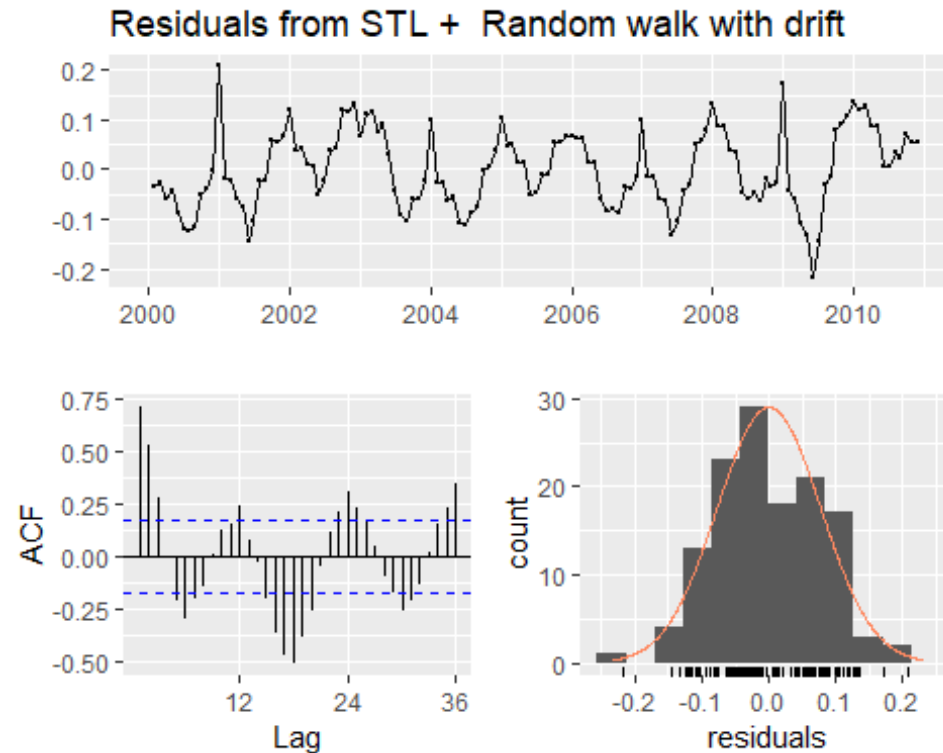 Residuals from STL +  Random walk with drift
0.2
0.1
0.0
-0.1
-0.2
2000 2002 2004 2006 2008 2010
0.75
0.50
0.25
0.00
-0.25
-0.50
ACF
12 24 36
Lag
30
20
10
0
count
-0.2 -0.1 0.0 0.1 0.2
residuals